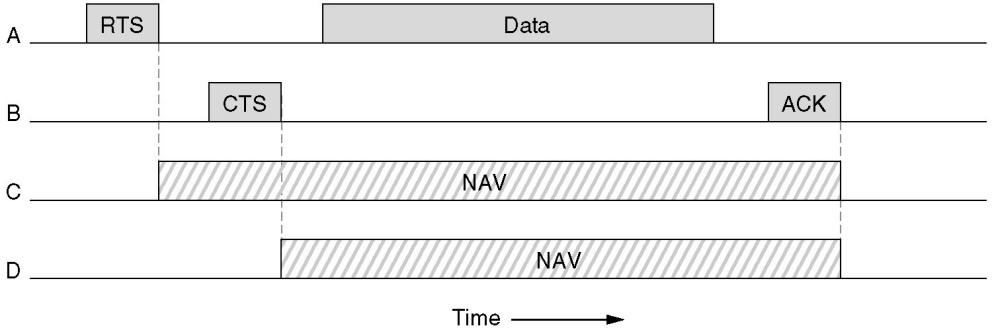 A RTS Data
B CTS ACK
C NAV
D NAV
Time